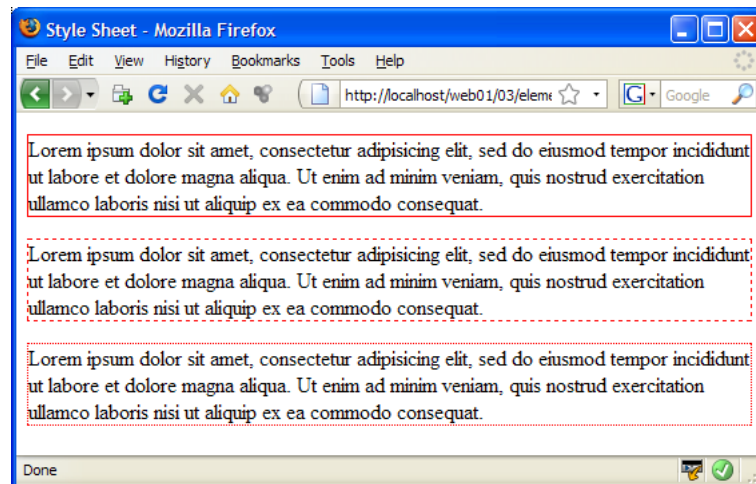 Style Sheet - Mozilla Firefox
File Edit View History Bookmarks Tools Help
http://localhost/web01/03/eleme G Google
Lorem ipsum dolor sit amet, consectetur adipisicing elit, sed do eiusmod tempor incididunt
ut labore et dolore magna aliqua. Ut enim ad minim veniam, quis nostrud exercitation
ullamco laboris nisi ut aliquip ex ea commodo consequat.
Lorem ipsum dolor sit amet, consectetur adipisicing elit, sed do eiusmod tempor incididunt
ut labore et dolore magna aliqua. Ut enim ad minim veniam, quis nostrud exercitation
ullamco laboris nisi ut aliquip ex ea commodo consequat.
Lorem ipsum dolor sit amet, consectetur adipisicing elit, sed do eiusmod tempor incididunt
ut labore et dolore magna aliqua. Ut enim ad minim veniam, quis nostrud exercitation
ullamco laboris nisi ut aliquip ex ea commodo consequat.
Done